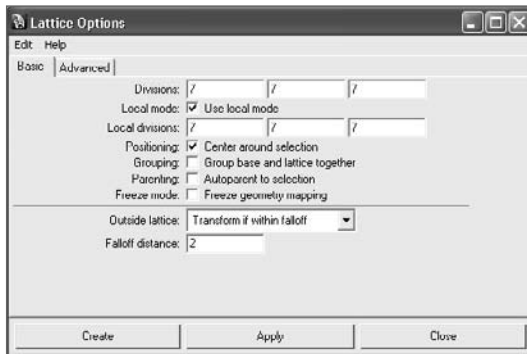 Lattice Options
Edit Help
Basic Advanced
Divisions: 7 7 7
Local mode: Use local mode
Local divisions: 7 7 7
Positioning: Center around selection
Grouping: Group base and lattice together
Parenting: Autoparent to selection
Freeze mode: Freeze geometry mapping
Outside lattice: Transform if within falloff
Falloff distance: 2
Create Apply Close